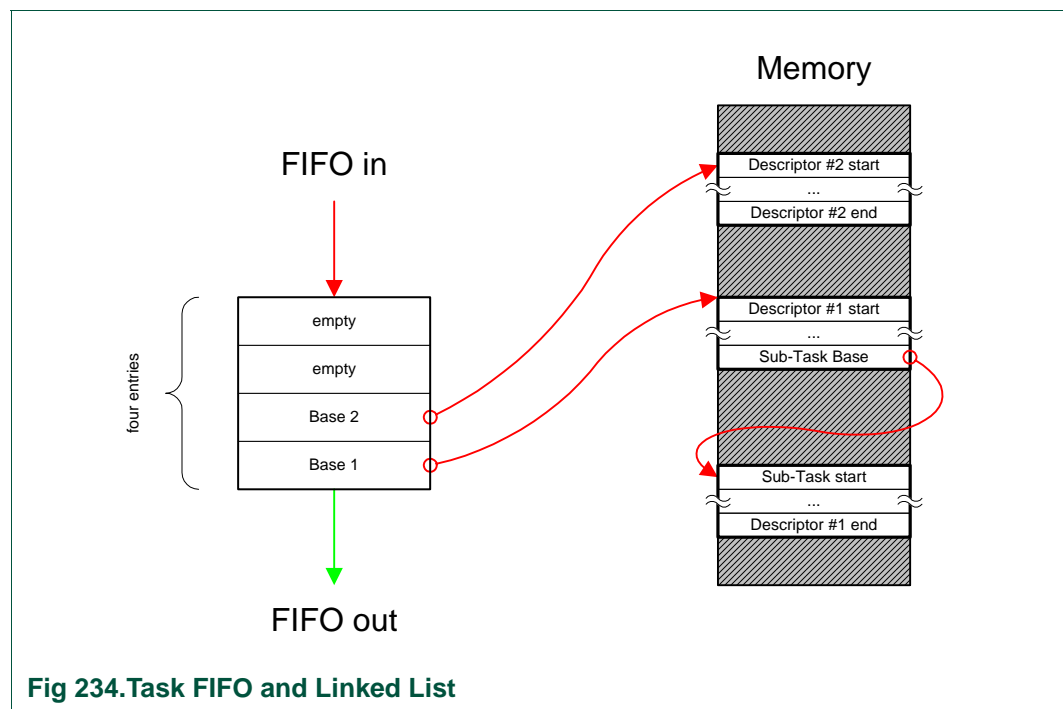 Memory
FIFO in
Descriptor #2 start
...
Descriptor #2 end
four entries
empty
empty
Base 2
Base 1
Descriptor #1 start
...
Sub-Task Base
Sub-Task start
...
Descriptor #1 end
FIFO out
Fig 234.Task FIFO and Linked List